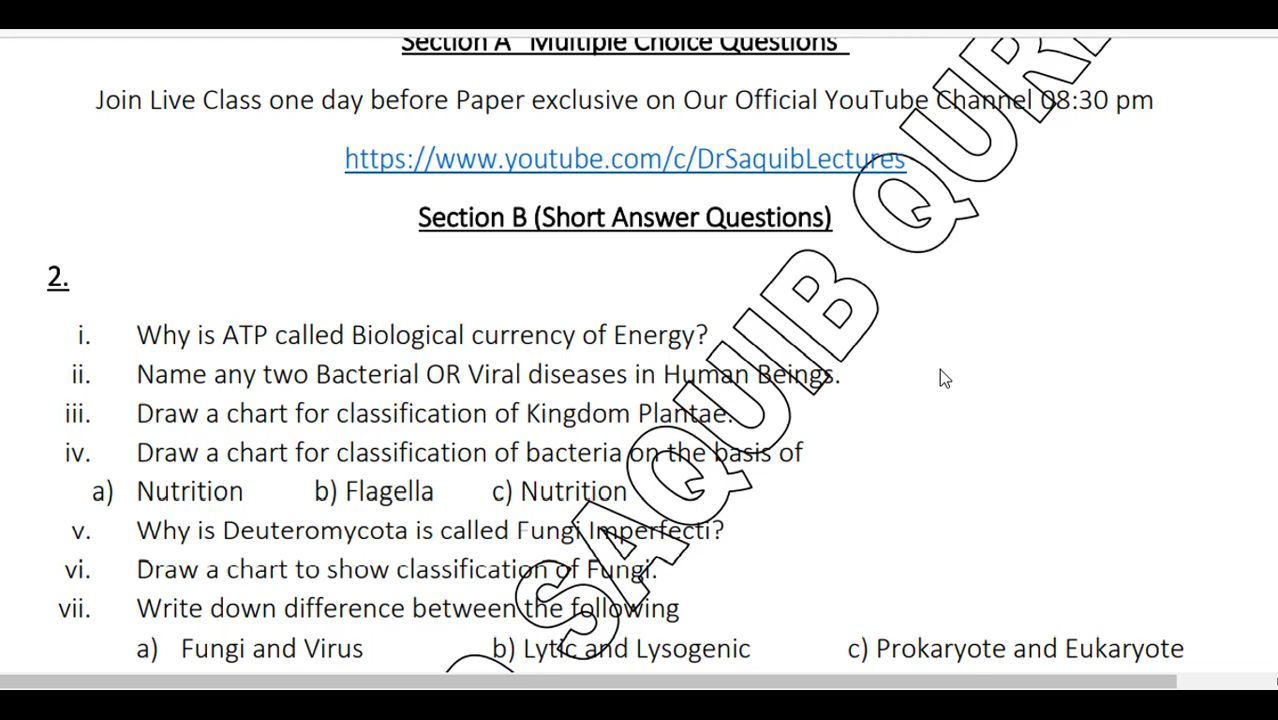 Section A Multiple Choice Questions
Join Live Class one day before Paper exclusive on Our Official YouTube Channel 08:30 pm
https://www.youtube.com/c/DrSaquibLectures
Section B (Short Answer Questions)
2.
i. Why is ATP called Biological currency of Energy?
ii. Name any two Bacterial OR Viral diseases in Human Beings.
iii. Draw a chart for classification of Kingdom Plantae.
iv. Draw a chart for classification of bacteria on the basis of
a) Nutrition b) Flagella c) Nutrition
v. Why is Deuteromycota is called Fungi Imperfecti?
vi. Draw a chart to show classification of Fungi.
vii. Write down difference between the following
a) Fungi and Virus b) Lytic and Lysogenic c) Prokaryote and Eukaryote
SAQUIB